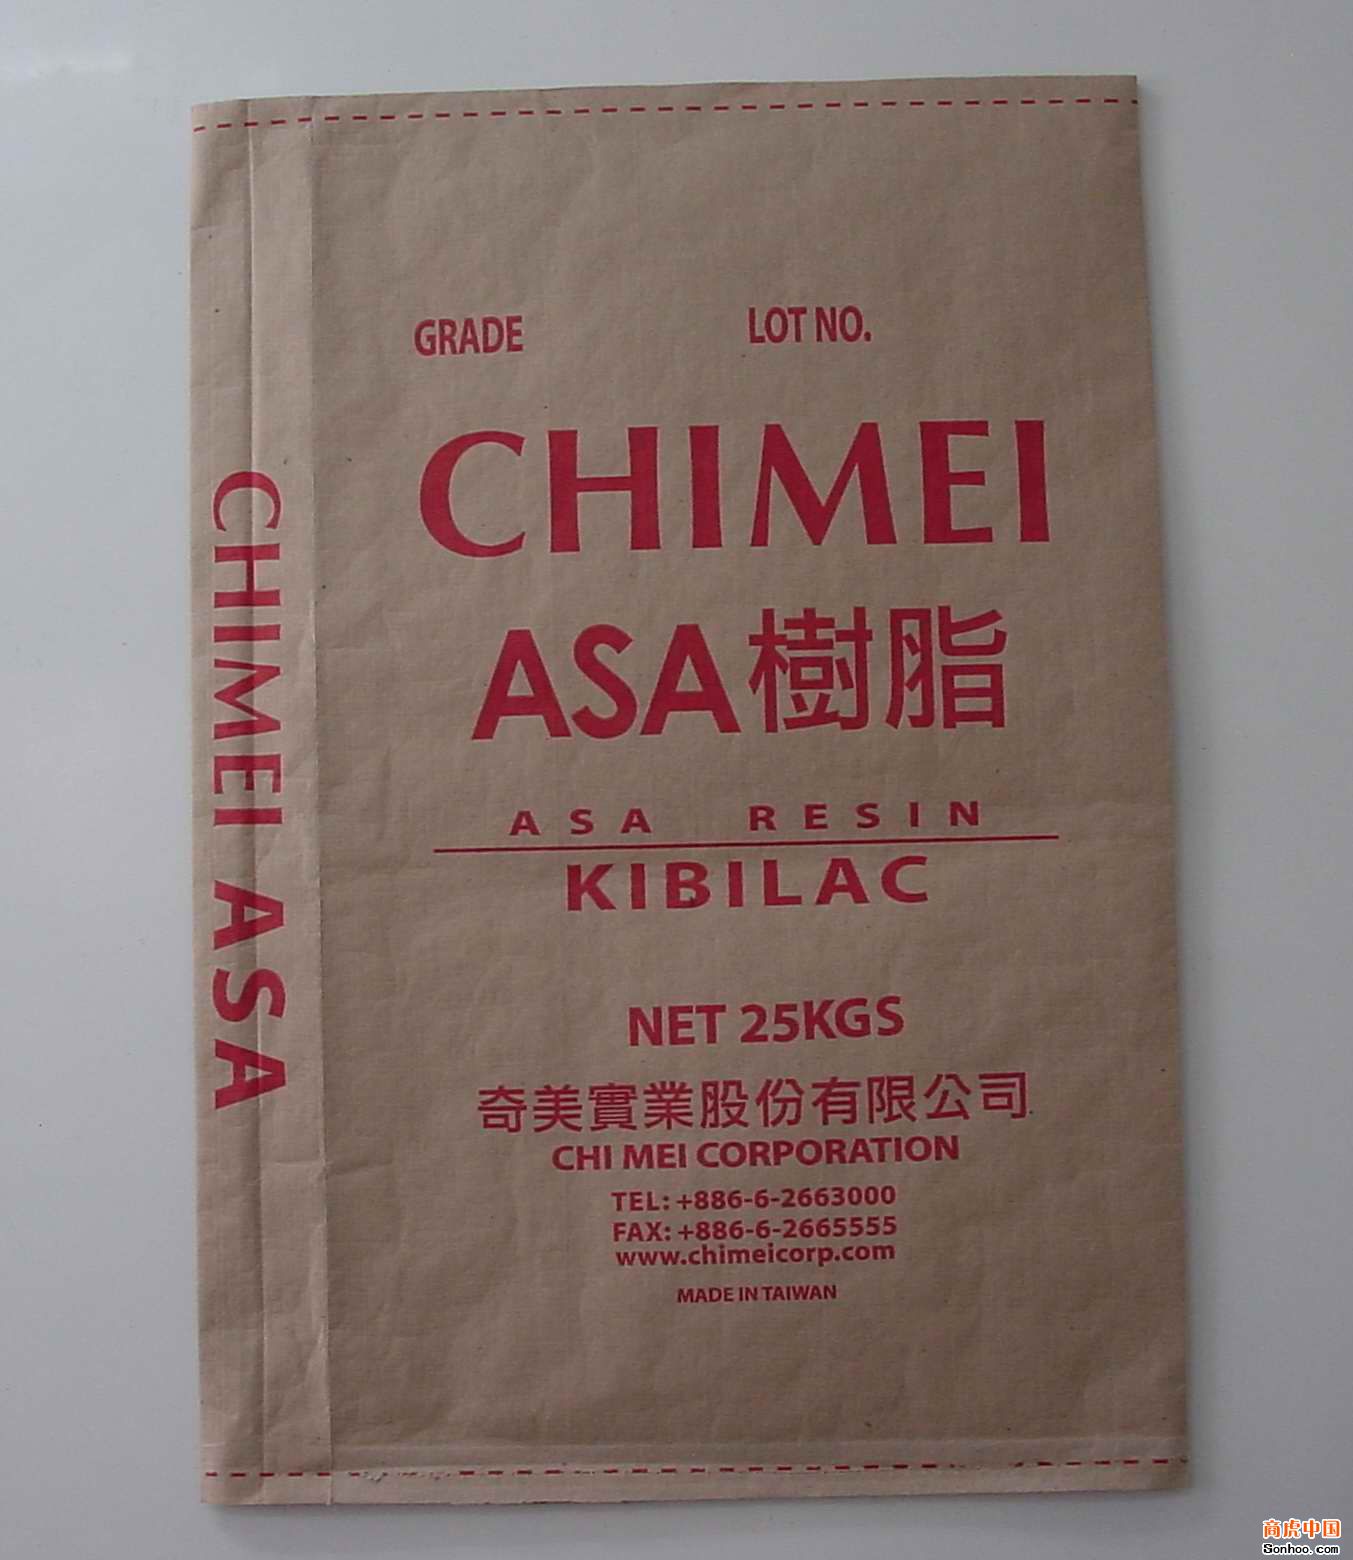 GRADE LOT NO.
CHIMEI
ASA樹脂
ASA RESIN
KIBILAC
NET 25KGS
奇美實業股份有限公司
CHI MEI CORPORATION
TEL: +886-6-2663000
FAX: +886-6-2665555
www.chimeicorp.com
MADE IN TAIWAN
CHIMEI ASA
商虎中国
Sonhoo.com